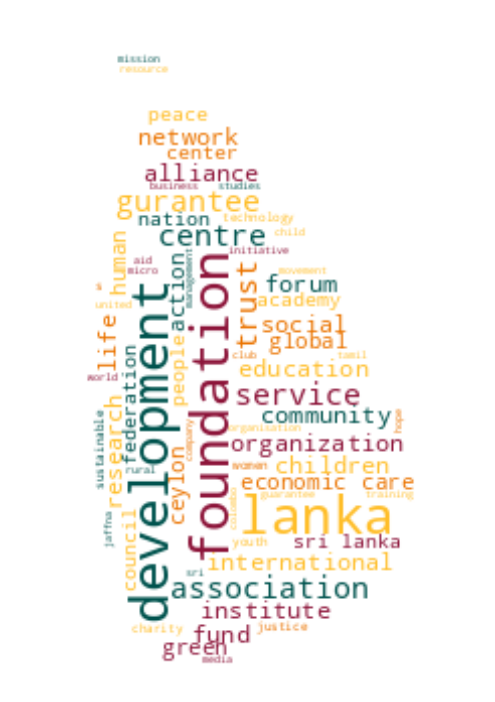 mission
resource
peace
network
center
alliance
business
studies
gurantee
nation
technology
centre
child
human
initiative
aid
micro
action
management
foundation
trust
movement
forum
academy
s
united
development
life
social
global
people
federation
club
tamil
world
education
service
research
community
hope
sustainable
company
organisation
organization
rural
ceylon
women
children
economic care
colombo
guarantee
training
lanka
jaffna
council
youth
sri lanka
international
sri
association
institute
charity
fund
justice
green
media